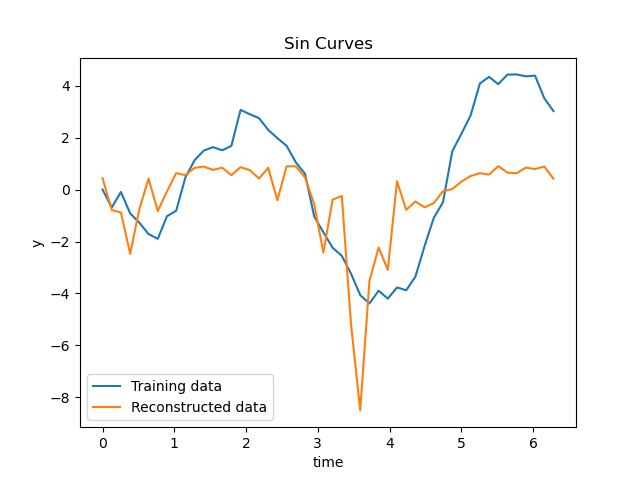 Sin Curves
y
4
2
0
−2
−4
−6
−8
Training data
Reconstructed data
0 1 2 3 4 5 6
time